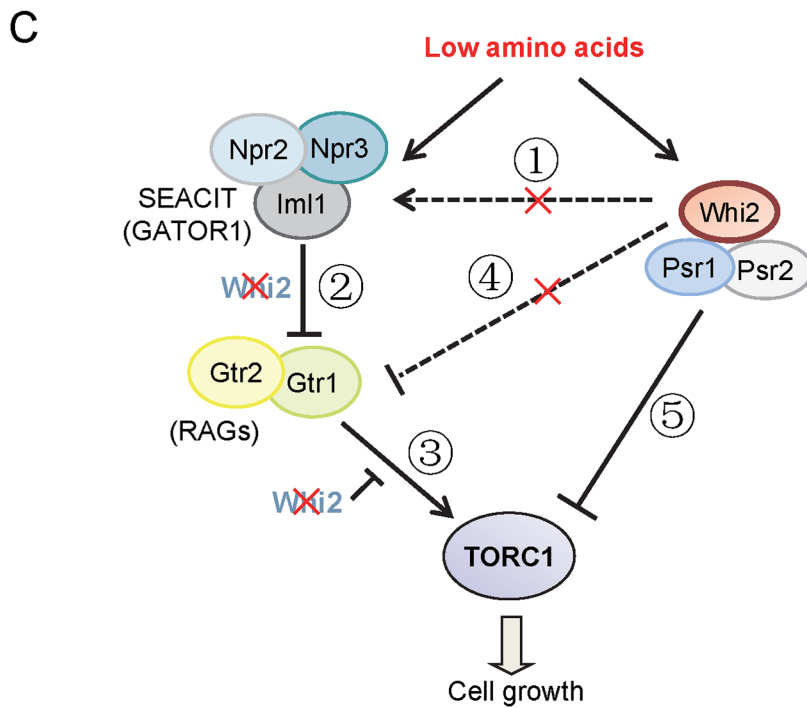 C
Low amino acids
Npr2
Npr3
Iml1
SEACIT
(GATOR1)
①
Whi2
Psr1
Psr2
Whi2
②
④
Gtr2
Gtr1
(RAGs)
③
⑤
Whi2
TORC1
Cell growth